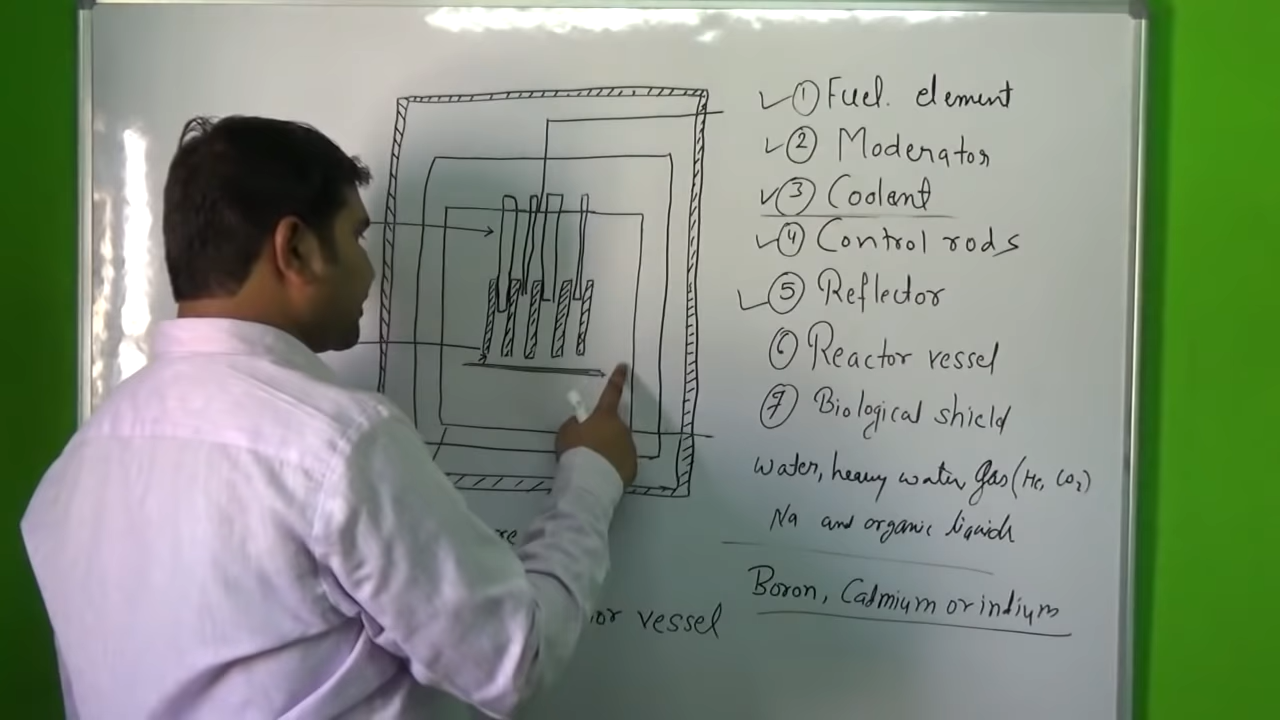 ① Fuel. element
② Moderator
③ Coolant
④ Control rods
⑤ Reflector
⑥ Reactor vessel
⑦ Biological shield
water, heavy water, gas (He, CO₂)
Na and organic liquids
Boron, Cadmium or indium
vessel